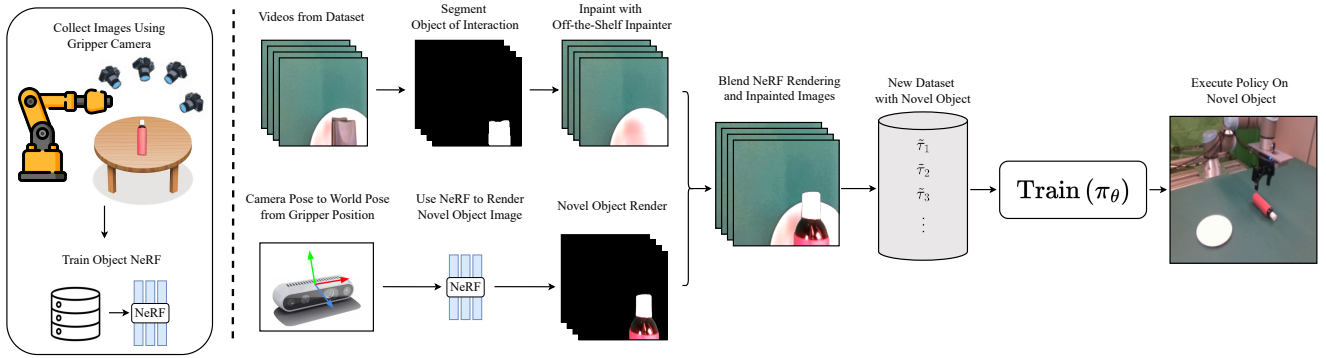 Collect Images Using
Gripper Camera
Train Object NeRF
NeRF
Videos from Dataset
Segment
Object of Interaction
Inpaint with
Off-the-Shelf Inpainter
Camera Pose to World Pose
from Gripper Position
Use NeRF to Render
Novel Object Image
NeRF
Novel Object Render
Blend NeRF Rendering
and Inpainted Images
New Dataset
with Novel Object
τ̃₁
τ̃₂
τ̃₃
⋮
Train (π_θ)
Execute Policy On
Novel Object